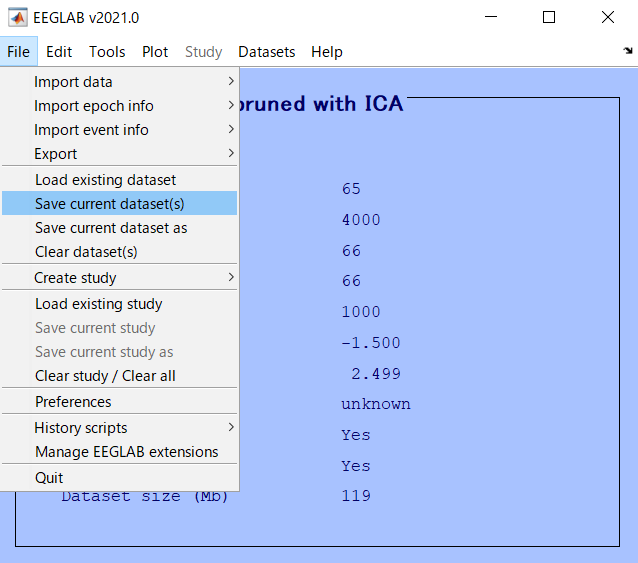 EEGLAB v2021.0
File Edit Tools Plot Study Datasets Help
Import data
Import epoch info
Import event info
Export
Load existing dataset
Save current dataset(s)
Save current dataset as
Clear dataset(s)
Create study
Load existing study
Save current study
Save current study as
Clear study / Clear all
Preferences
History scripts
Manage EEGLAB extensions
Quit
pruned with ICA
65
4000
66
66
1000
-1.500
2.499
unknown
Yes
Yes
Dataset size (Mb) 119